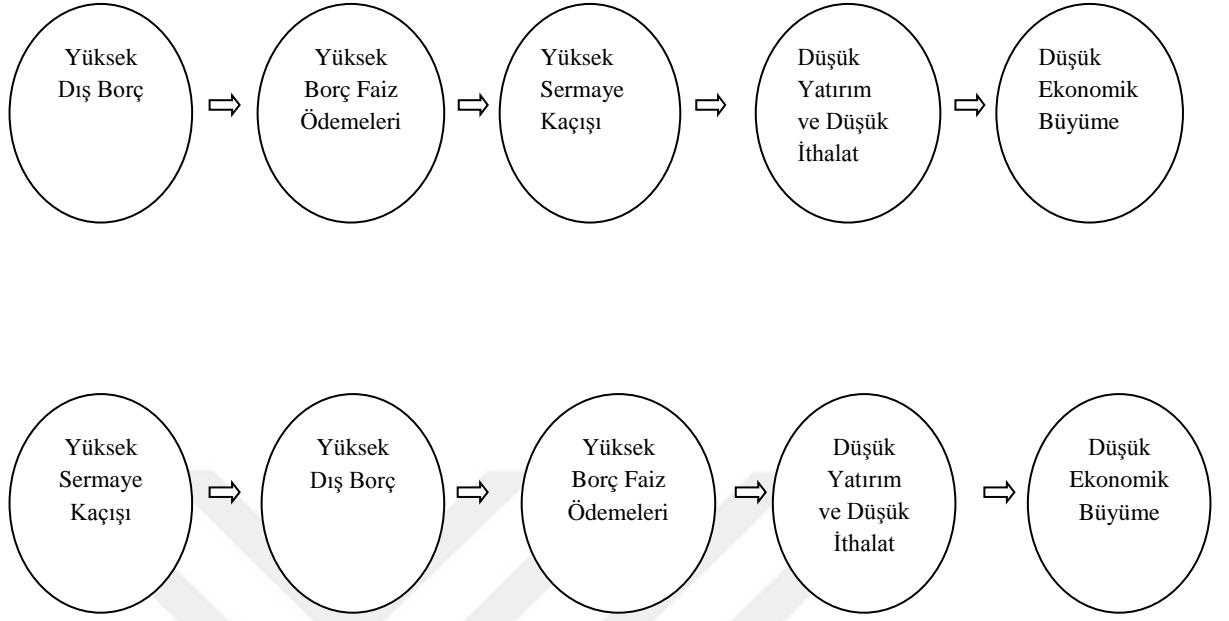 Yüksek
Dış Borç
Yüksek
Borç Faiz
Ödemeleri
Yüksek
Sermaye
Kaçışı
Düşük
Yatırım
ve Düşük
İthalat
Düşük
Ekonomik
Büyüme
Yüksek
Sermaye
Kaçışı
Yüksek
Dış Borç
Yüksek
Borç Faiz
Ödemeleri
Düşük
Yatırım
ve Düşük
İthalat
Düşük
Ekonomik
Büyüme